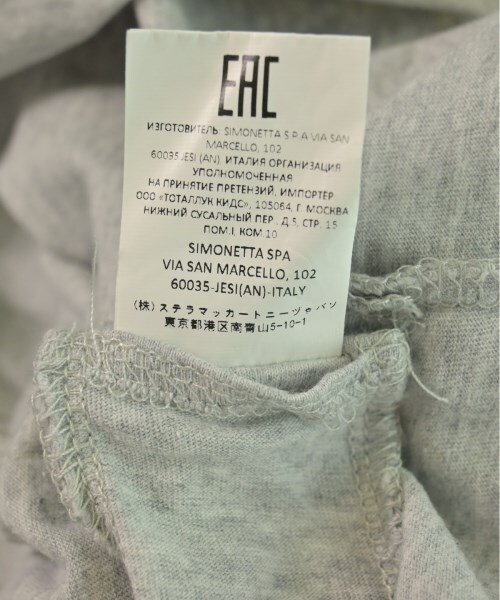 EAC
ИЗГОТОВИТЕЛЬ: SIMONETTA S.P.A VIA SAN
MARCELLO, 102
60035JESI (AN), ИТАЛИЯ ОРГАНИЗАЦИЯ
УПОЛНОМОЧЕННАЯ
НА ПРИНЯТИЕ ПРЕТЕНЗИЙ, ИМПОРТЕР
ООО «ТОТАЛЛУК КИДС», 105064, Г. МОСКВА
НИЖНИЙ СУСАЛЬНЫЙ ПЕР., Д.5, СТР. 15
ПОМ.I, КОМ 10
SIMONETTA SPA
VIA SAN MARCELLO, 102
60035-JESI(AN)-ITALY
(株) ステラマッカートニージャパン
東京都港区南青山5-10-1